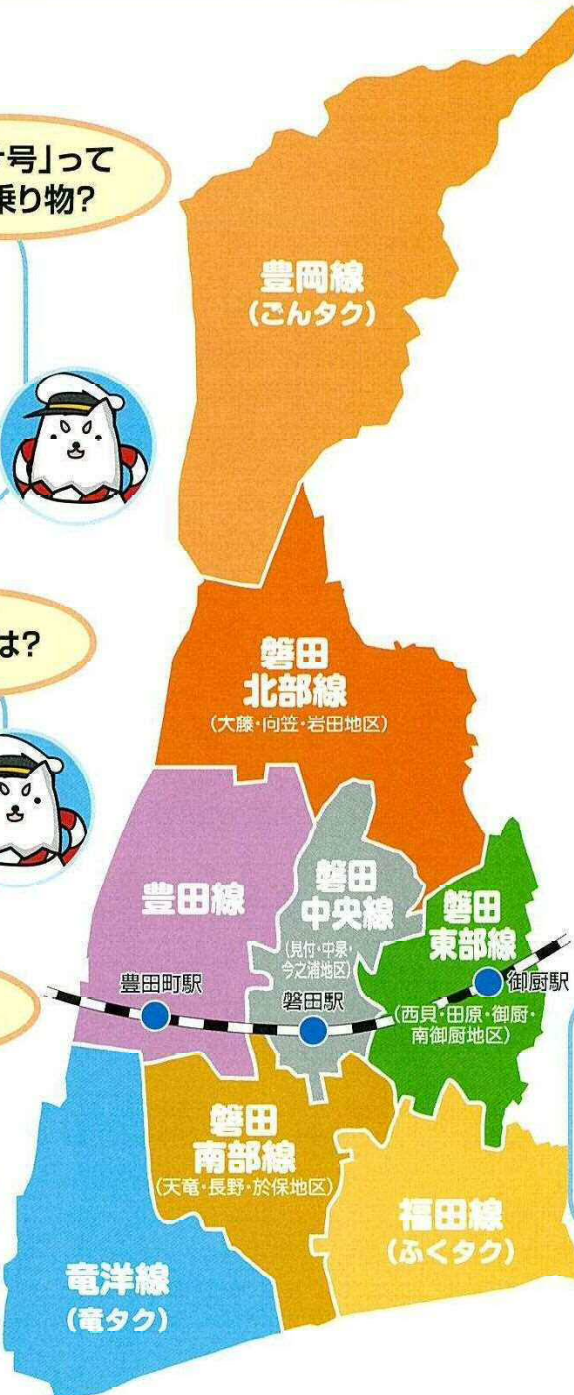 号」って
乗り物?
豊岡線
(ごんタク)
は?
磐田
北部線
(大藤・向笠・岩田地区)
豊田線
磐田
中央線
(見付・中泉・
今之浦地区)
磐田
東部線
(西貝・田原・御厨・
南御厨地区)
豊田町駅
磐田駅
御厨駅
磐田
南部線
(天竜・長野・於保地区)
福田線
(ふくタク)
竜洋線
(竜タク)